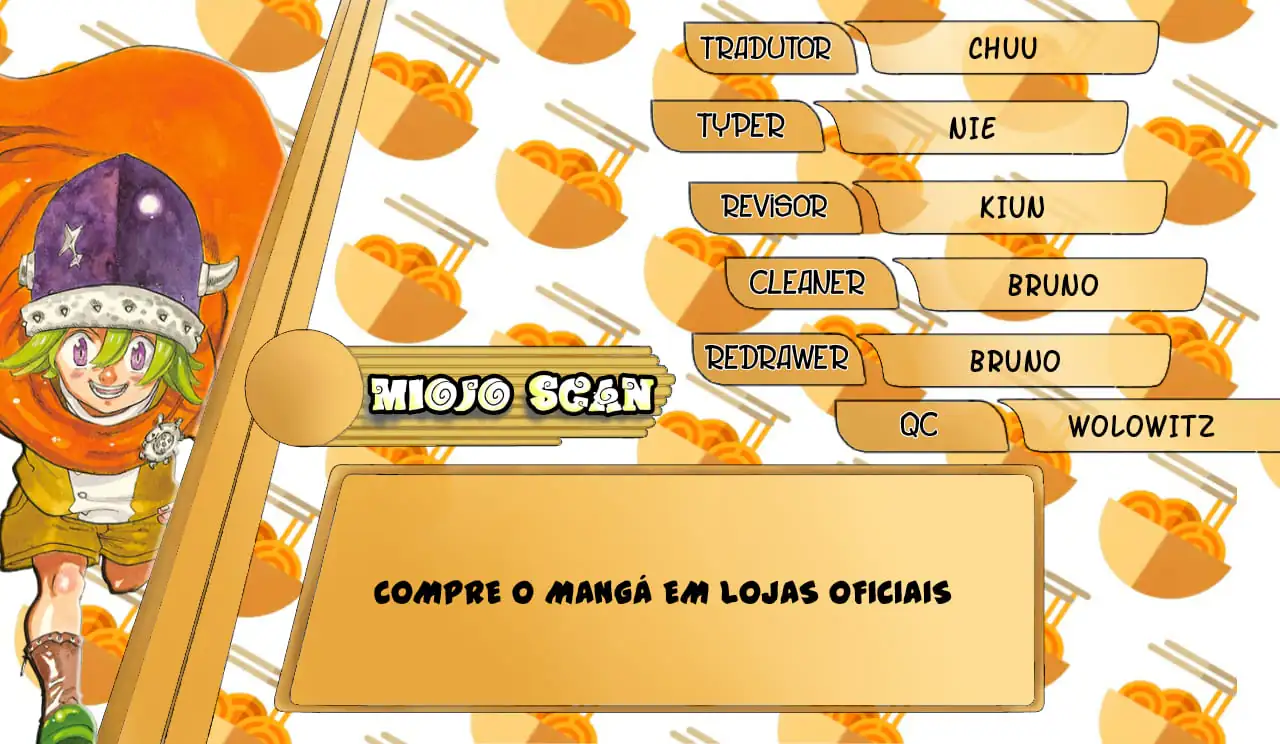 TRADUTOR CHUU
TYPER NIE
REVISOR KIUN
CLEANER BRUNO
REDRAWER BRUNO
MIOJO SCAN
QC WOLOWITZ
COMPRE O MANGÁ EM LOJAS OFICIAIS